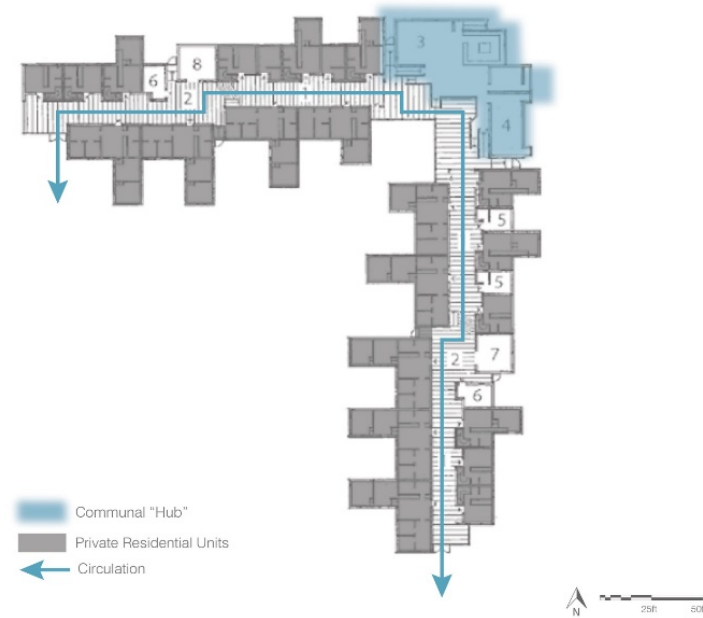 3
8
6
2
4
5
5
2
7
6
Communal "Hub"
Private Residential Units
Circulation
N
25ft